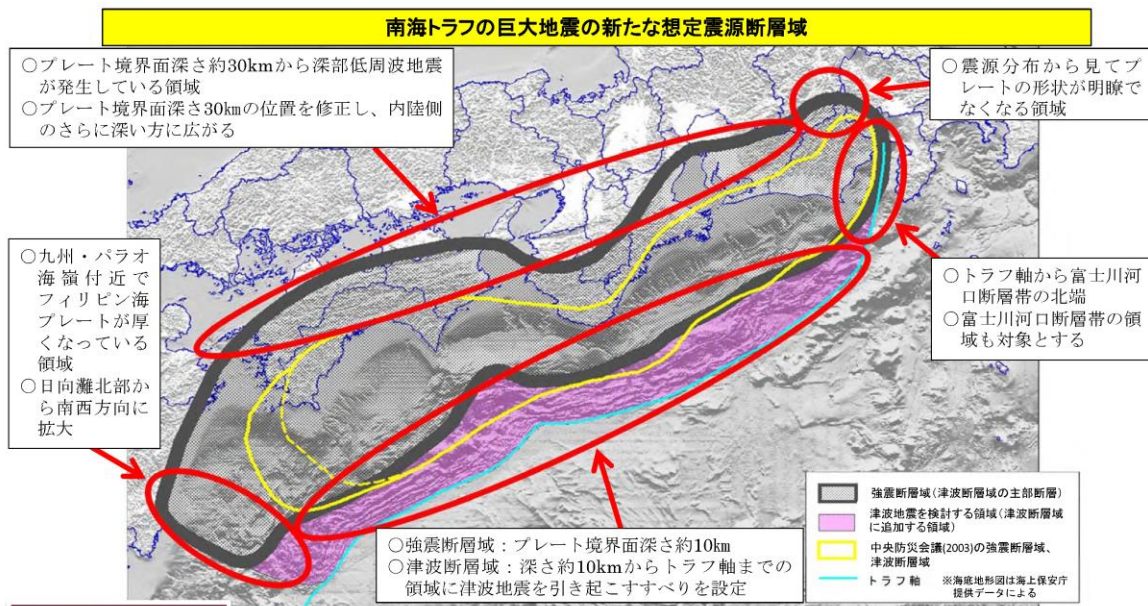 南海トラフの巨大地震の新たな想定震源断層域
○プレート境界面深さ約30kmから深部低周波地震
が発生している領域
○プレート境界面深さ30㎞の位置を修正し、内陸側
のさらに深い方に広がる
○震源分布から見てプ
レートの形状が明瞭で
なくなる領域
○九州・パラオ
海嶺付近で
フィリピン海
プレートが厚
くなっている
領域
○日向灘北部か
ら南西方向に
拡大
○トラフ軸から富士川河
口断層帯の北端
○富士川河口断層帯の領
域も対象とする
○強震断層域：プレート境界面深さ約10㎞
○津波断層域：深さ約10kmからトラフ軸までの
領域に津波地震を引き起こすすべりを設定
強震断層域(津波断層域の主部断層)
津波地震を検討する領域(津波断層域
に追加する領域)
中央防災会議(2003)の強震断層域、
津波断層域
トラフ軸
※海底地形図は海上保安庁
提供データによる